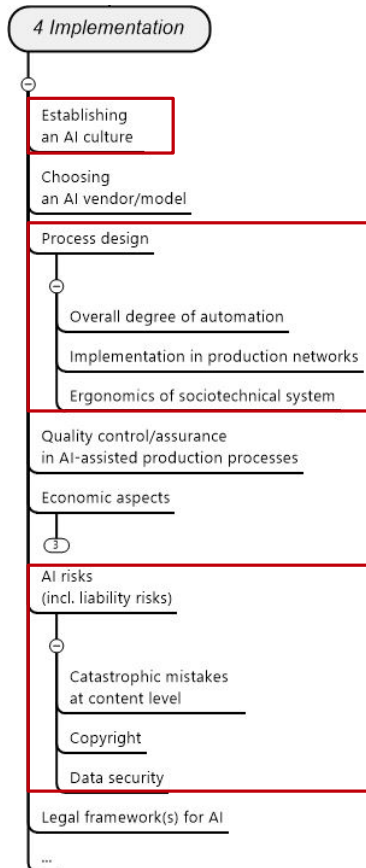 4 Implementation
Establishing
an AI culture
Choosing
an AI vendor/model
Process design
Overall degree of automation
Implementation in production networks
Ergonomics of sociotechnical system
Quality control/assurance
in AI-assisted production processes
Economic aspects
3
AI risks
(incl. liability risks)
Catastrophic mistakes
at content level
Copyright
Data security
Legal framework(s) for AI
...